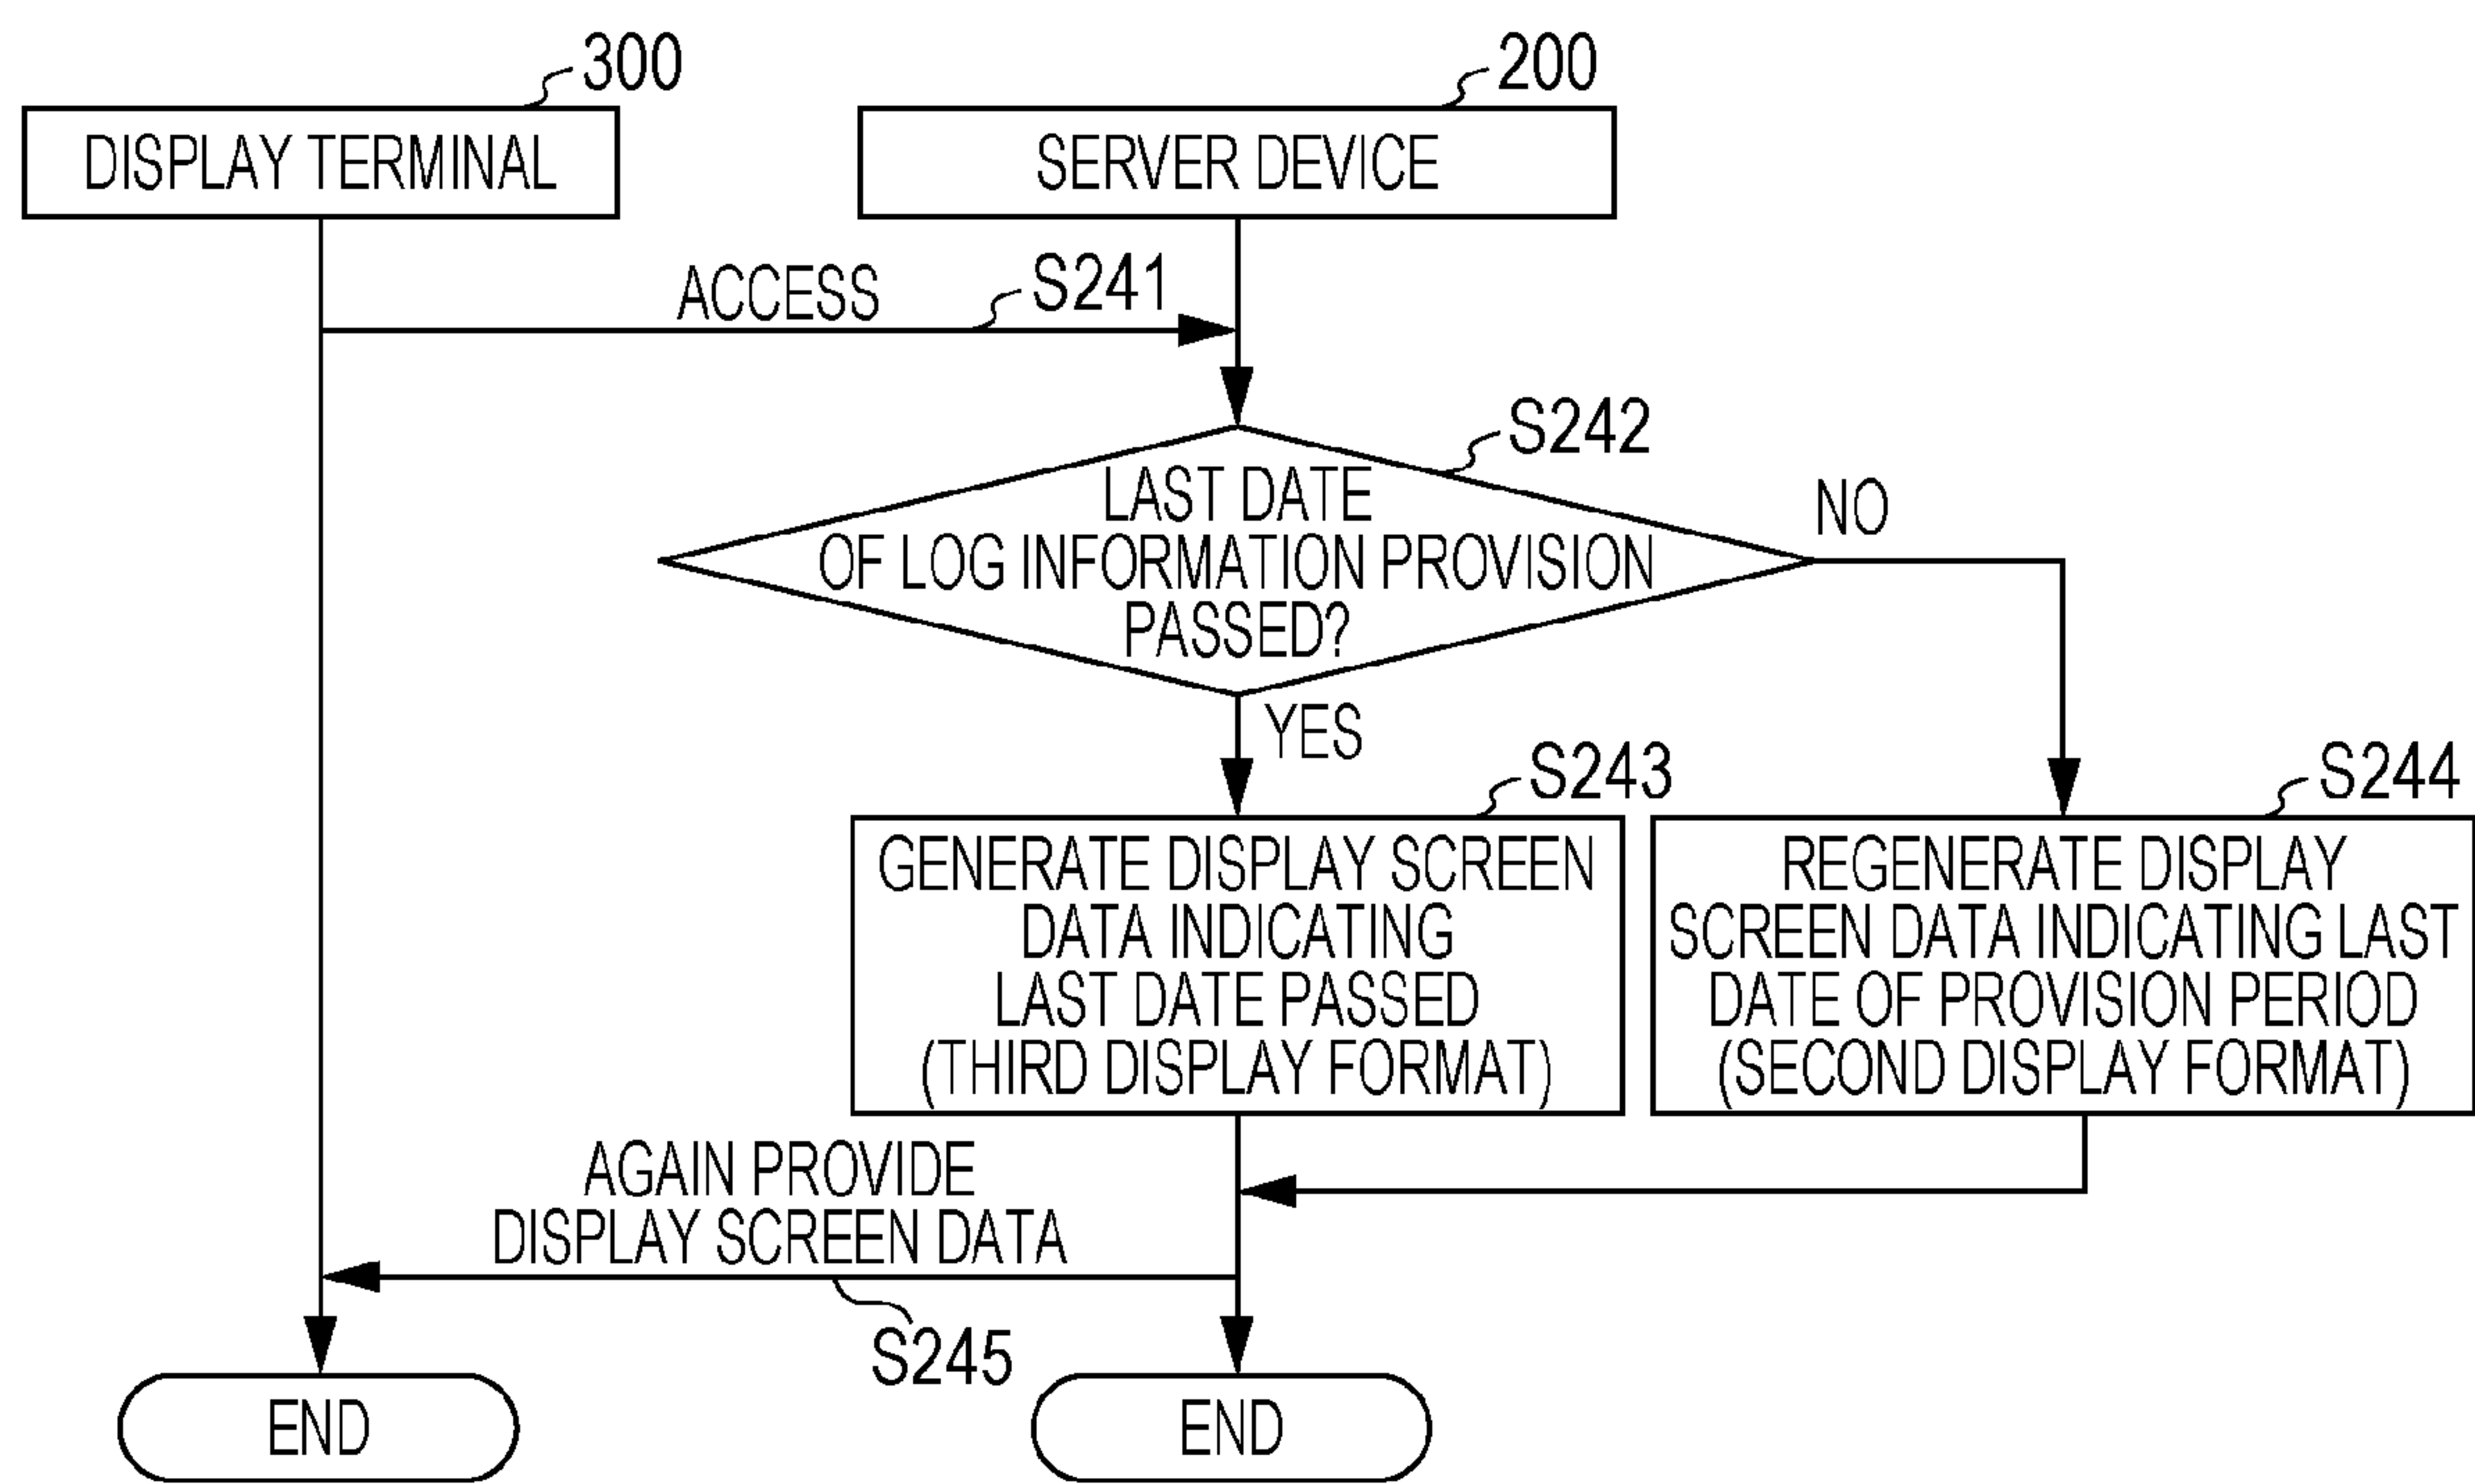 300
200
DISPLAY TERMINAL
SERVER DEVICE
ACCESS
S241
S242
LAST DATE
OF LOG INFORMATION PROVISION
PASSED?
NO
YES
S243
S244
GENERATE DISPLAY SCREEN
DATA INDICATING
LAST DATE PASSED
(THIRD DISPLAY FORMAT)
REGENERATE DISPLAY
SCREEN DATA INDICATING LAST
DATE OF PROVISION PERIOD
(SECOND DISPLAY FORMAT)
AGAIN PROVIDE
DISPLAY SCREEN DATA
S245
END
END